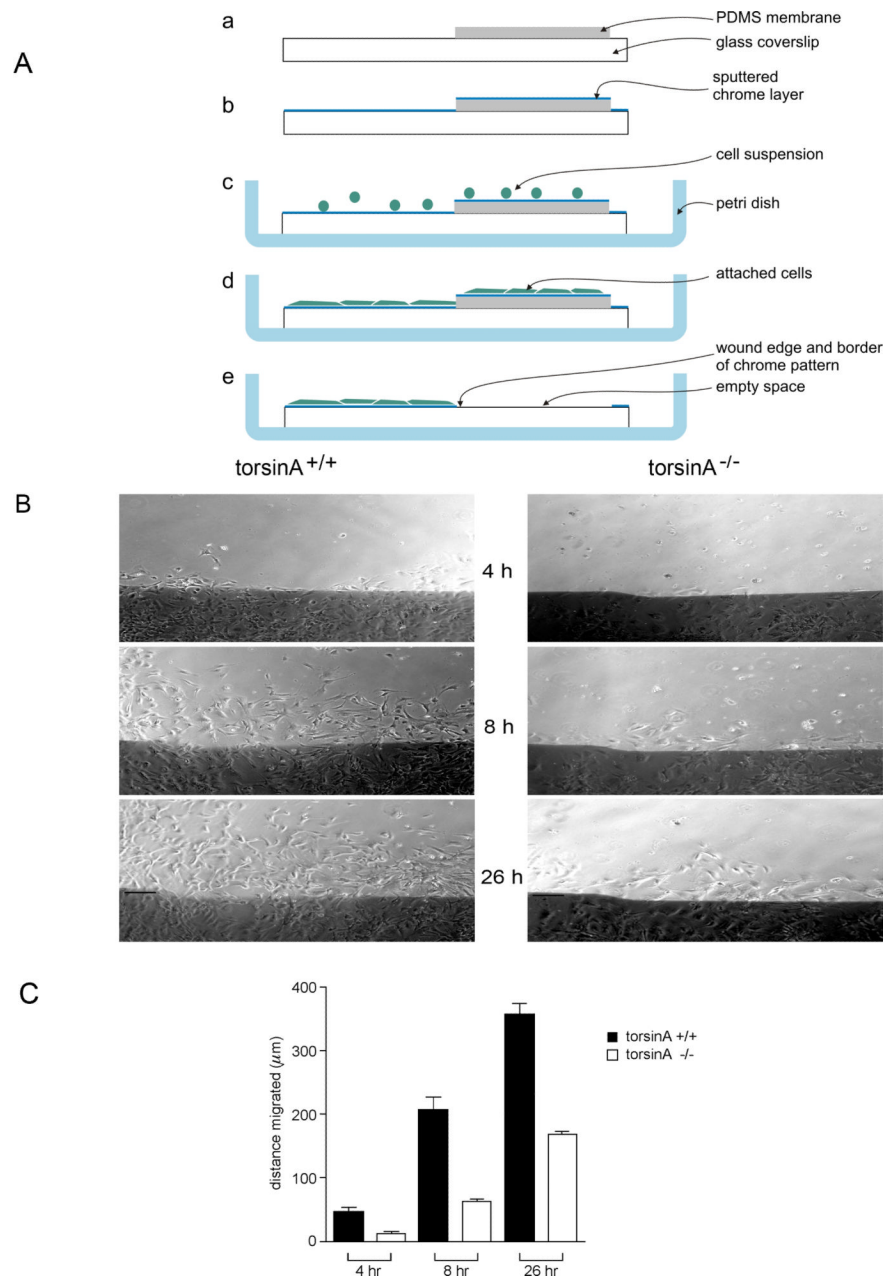 A
a
PDMS membrane
glass coverslip
b
sputtered
chrome layer
c
cell suspension
petri dish
d
attached cells
e
wound edge and border
of chrome pattern
empty space
torsinA+/+
torsinA-/-
B
4 h
8 h
26 h
C
distance migrated (μm)
400
300
200
100
0
4 hr
8 hr
26 hr
torsinA +/+
torsinA -/-